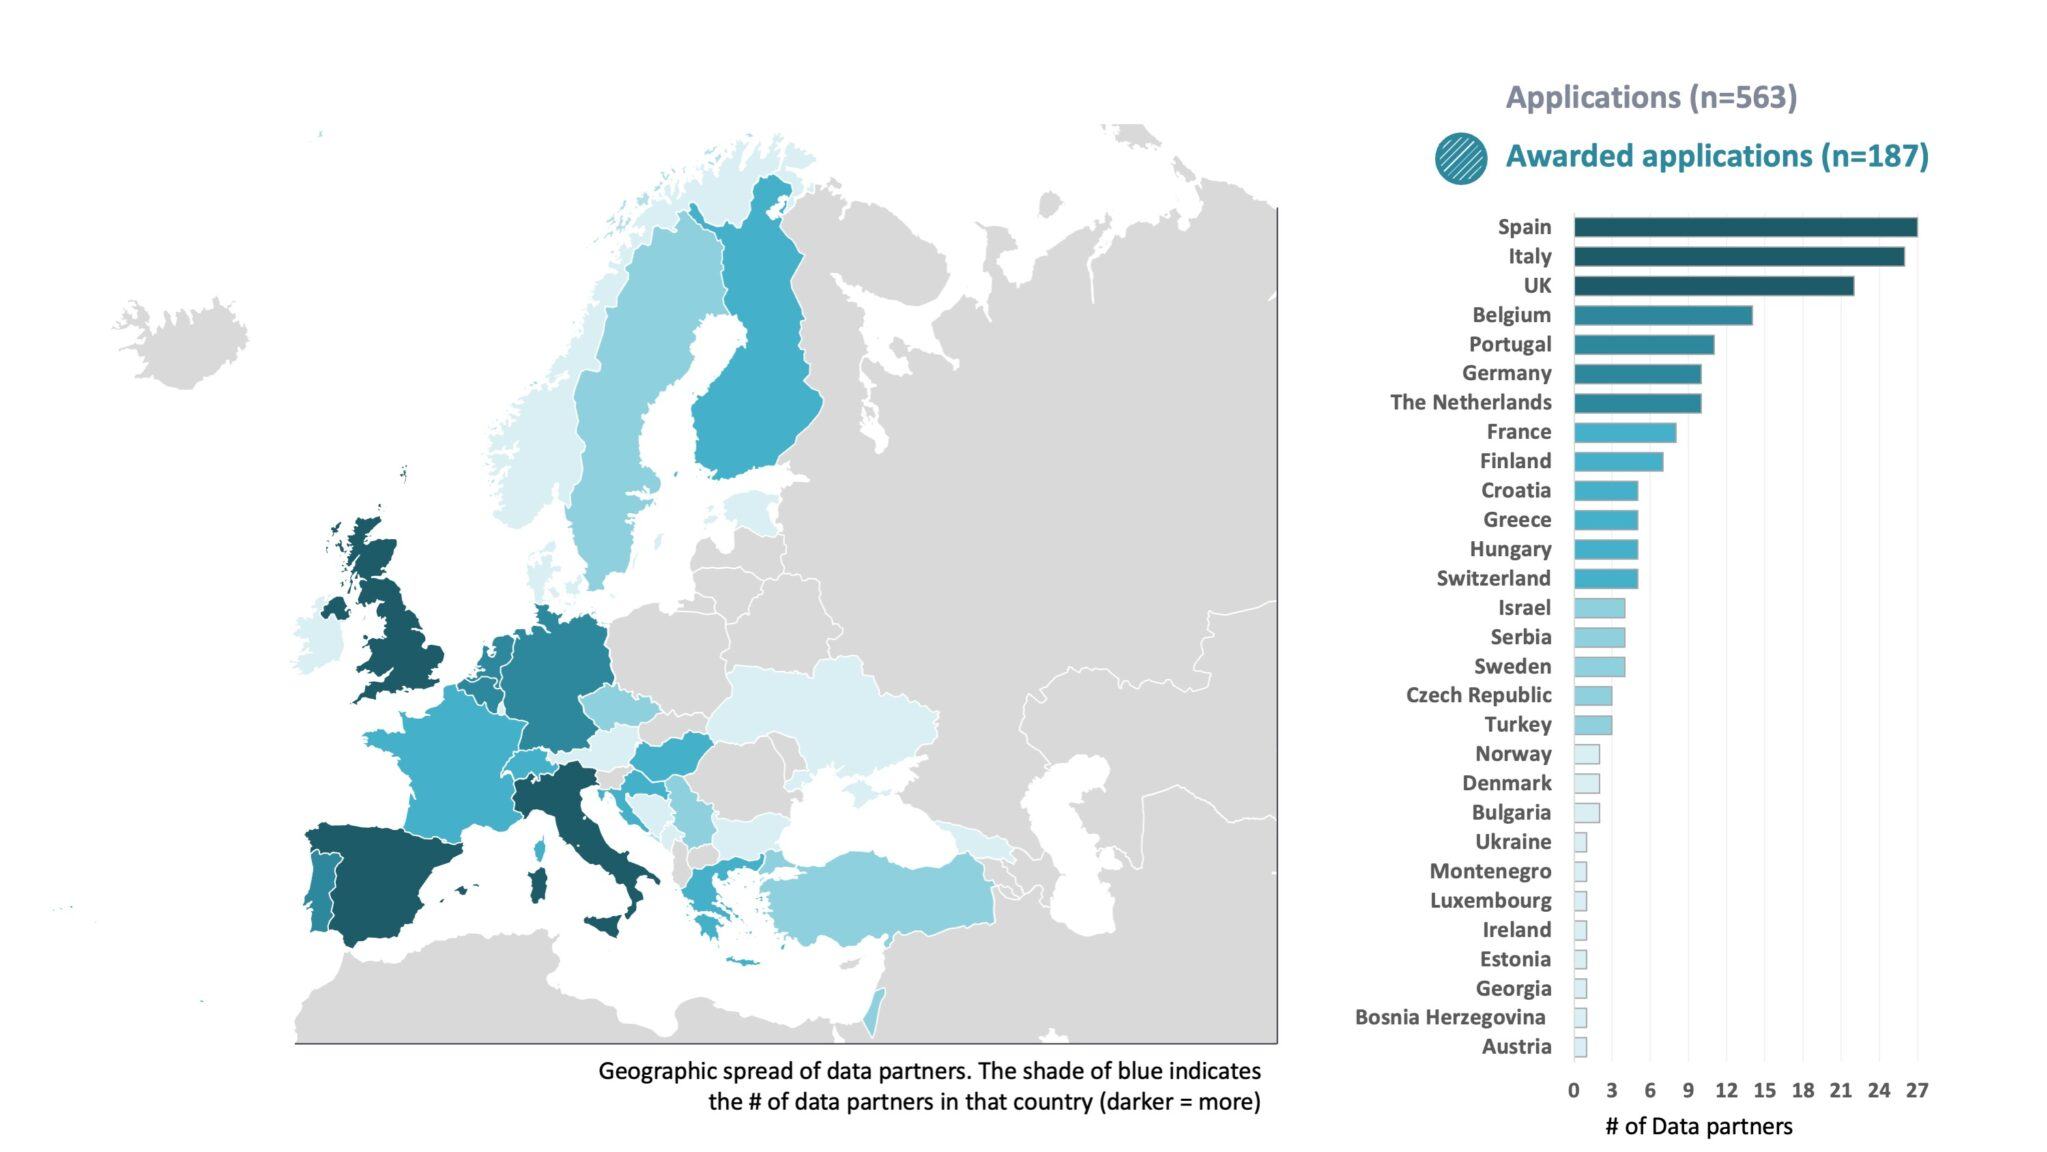 Applications (n=563)
Awarded applications (n=187)
Spain
Italy
UK
Belgium
Portugal
Germany
The Netherlands
France
Finland
Croatia
Greece
Hungary
Switzerland
Israel
Serbia
Sweden
Czech Republic
Turkey
Norway
Denmark
Bulgaria
Ukraine
Montenegro
Luxembourg
Ireland
Estonia
Georgia
Bosnia Herzegovina
Austria
0 3 6 9 12 15 18 21 24 27
# of Data partners
Geographic spread of data partners. The shade of blue indicates
the # of data partners in that country (darker = more)